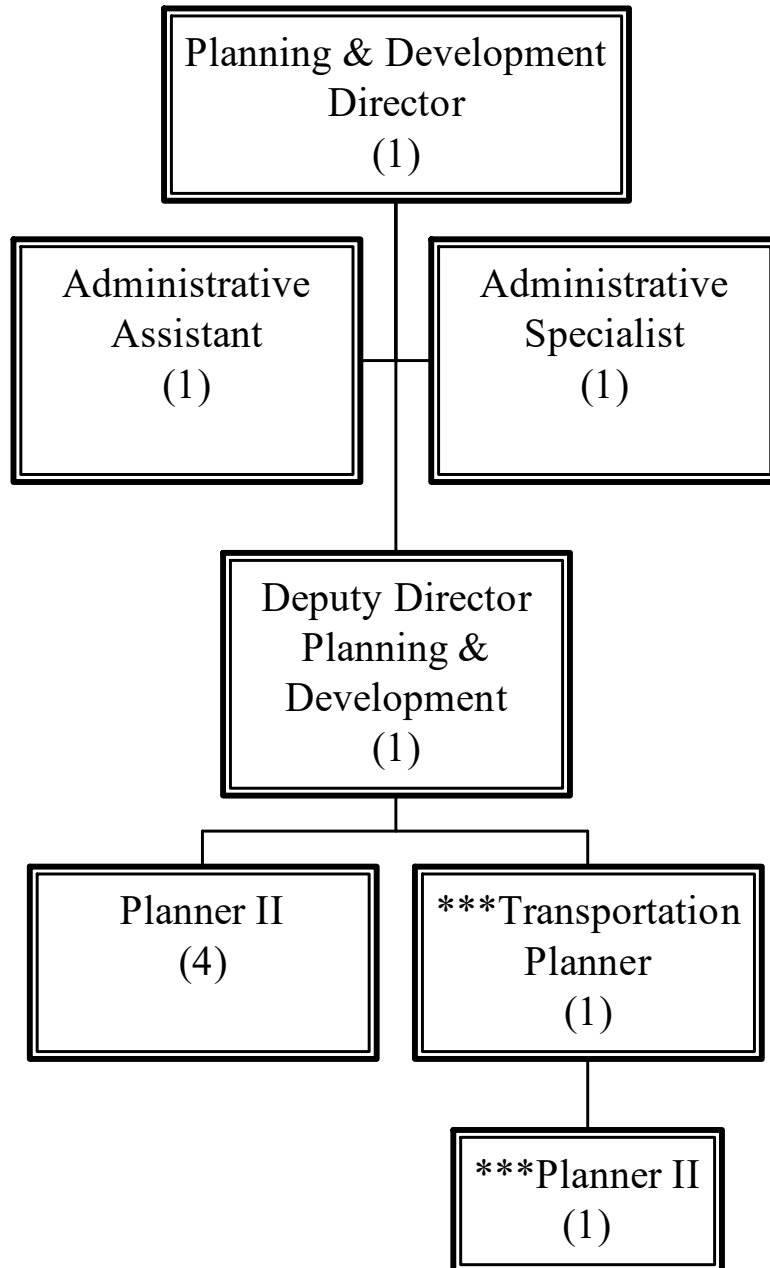 Planning & Development
Director
(1)
Administrative
Assistant
(1)
Administrative
Specialist
(1)
Deputy Director
Planning &
Development
(1)
Planner II
(4)
***Transportation
Planner
(1)
***Planner II
(1)